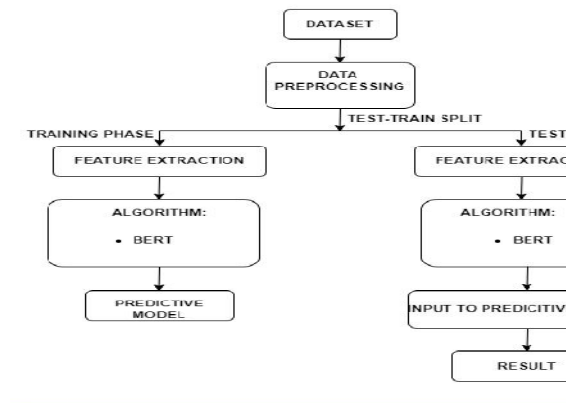 DATASET
DATA
PREPROCESSING
TEST-TRAIN SPLIT
TRAINING PHASE
TEST
FEATURE EXTRACTION
FEATURE EXTRAC
ALGORITHM:
• BERT
ALGORITHM:
• BERT
PREDICTIVE
MODEL
INPUT TO PREDICITIV
RESULT